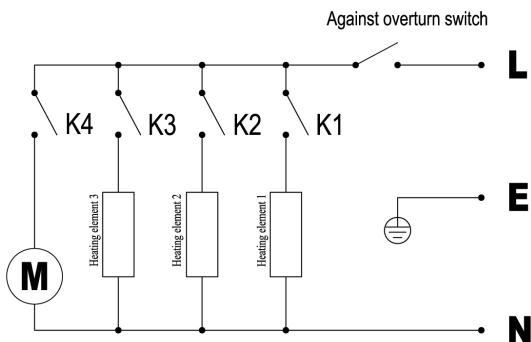 Against overturn switch
L
K4
K3
K2
K1
Heating element 3
Heating element 2
Heating element 1
E
M
N